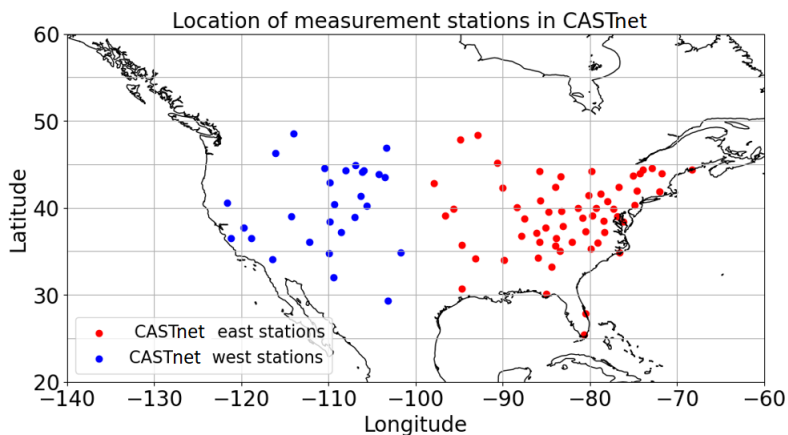 Location of measurement stations in CASTnet
60
50
40
30
20
Latitude
CASTnet east stations
CASTnet west stations
−140 −130 −120 −110 −100 −90 −80 −70 −60
Longitude